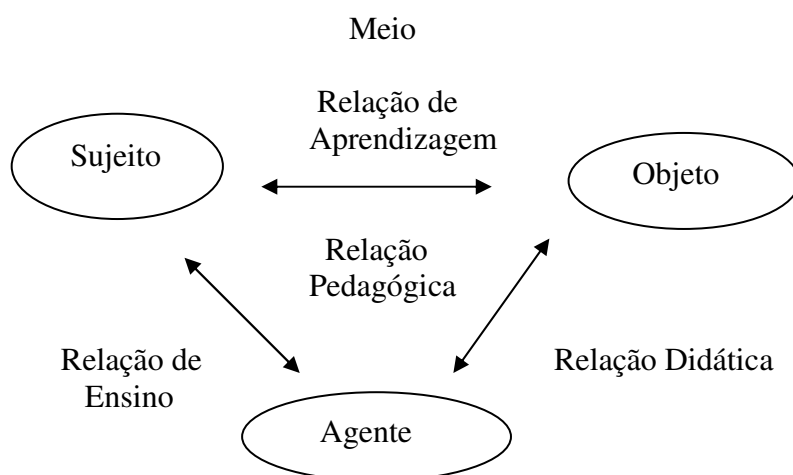 Meio
Relação de
Aprendizagem
Sujeito
Objeto
Relação
Pedagógica
Relação de
Ensino
Relação Didática
Agente